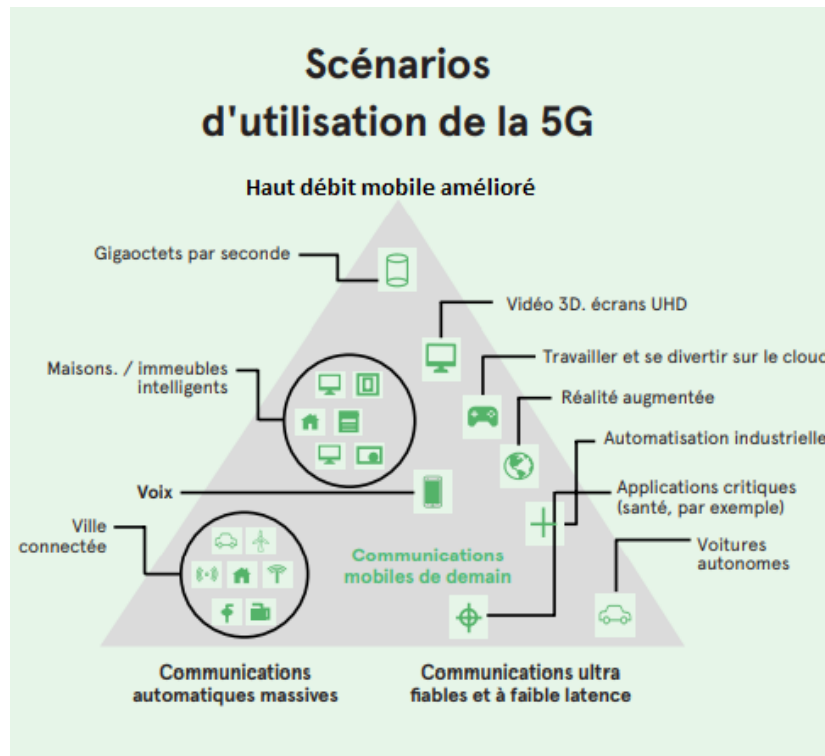 Scénarios
d'utilisation de la 5G
Haut débit mobile amélioré
Gigaoctets par seconde
Vidéo 3D. écrans UHD
Maisons. / immeubles
intelligents
Travailler et se divertir sur le cloud
Réalité augmentée
Automatisation industrielle
Voix
Applications critiques
(santé, par exemple)
Ville
connectée
Voitures
autonomes
Communications
mobiles de demain
Communications
automatiques massives
Communications ultra
fiables et à faible latence